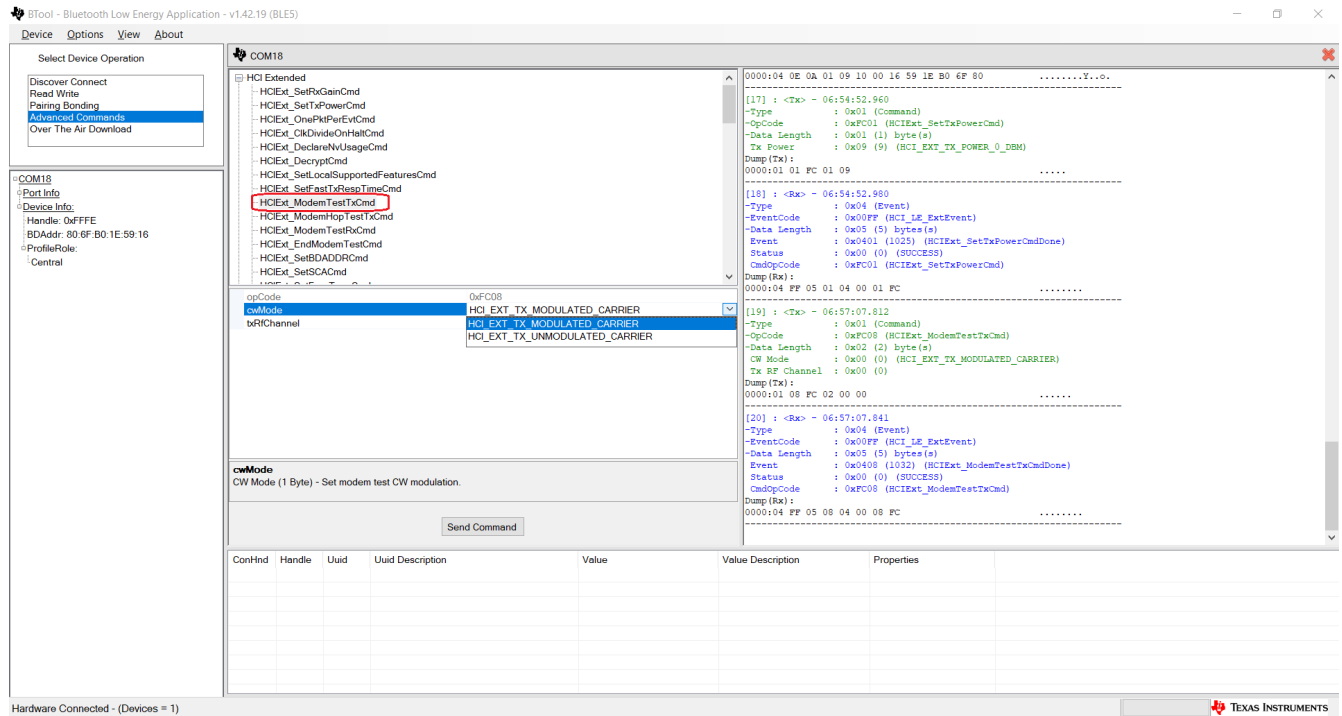 BTool - Bluetooth Low Energy Application - v1.42.19 (BLE5)
Device Options View About
Select Device Operation
Discover Connect
Read Write
Pairing Bonding
Advanced Commands
Over The Air Download
COM18
Port Info
Device Info:
Handle: 0xFFFE
BDAddr: 80:6F:B0:1E:59:16
ProfileRole:
Central
COM18
HCI Extended
HCIExt_SetRxGainCmd
HCIExt_SetTxPowerCmd
HCIExt_OnePktPerEvtCmd
HCIExt_ClkDivideOnHaltCmd
HCIExt_DeclareNvUsageCmd
HCIExt_DecryptCmd
HCIExt_SetLocalSupportedFeaturesCmd
HCIExt_SetFastTxRespTimeCmd
HCIExt_ModemTestTxCmd
HCIExt_ModemHopTestTxCmd
HCIExt_ModemTestRxCmd
HCIExt_EndModemTestCmd
HCIExt_SetBDADDRCmd
HCIExt_SetSCACmd
opCode 0xFC08
cwMode HCI_EXT_TX_MODULATED_CARRIER
txRfChannel HCI_EXT_TX_MODULATED_CARRIER
HCI_EXT_TX_UNMODULATED_CARRIER
cwMode
CW Mode (1 Byte) - Set modem test CW modulation.
Send Command
0000:04 0E 0A 01 09 10 00 16 59 1E B0 6F 80 ........Y..o.
------------------------------------------------------------------------
[17] : <Tx> - 06:54:52.960
-Type : 0x01 (Command)
-OpCode : 0xFC01 (HCIExt_SetTxPowerCmd)
-Data Length : 0x01 (1) byte(s)
Tx Power : 0x09 (9) (HCI_EXT_TX_POWER_0_DBM)
Dump(Tx):
0000:01 01 FC 01 09 .....
------------------------------------------------------------------------
[18] : <Rx> - 06:54:52.980
-Type : 0x04 (Event)
-EventCode : 0x00FF (HCI_LE_ExtEvent)
-Data Length : 0x05 (5) bytes(s)
Event : 0x0401 (1025) (HCIExt_SetTxPowerCmdDone)
Status : 0x00 (0) (SUCCESS)
CmdOpCode : 0xFC01 (HCIExt_SetTxPowerCmd)
Dump(Rx):
0000:04 FF 05 01 04 00 01 FC ........
------------------------------------------------------------------------
[19] : <Tx> - 06:57:07.812
-Type : 0x01 (Command)
-OpCode : 0xFC08 (HCIExt_ModemTestTxCmd)
-Data Length : 0x02 (2) byte(s)
CW Mode : 0x00 (0) (HCI_EXT_TX_MODULATED_CARRIER)
Tx RF Channel : 0x00 (0)
Dump(Tx):
0000:01 08 FC 02 00 00 ......
------------------------------------------------------------------------
[20] : <Rx> - 06:57:07.841
-Type : 0x04 (Event)
-EventCode : 0x00FF (HCI_LE_ExtEvent)
-Data Length : 0x05 (5) bytes(s)
Event : 0x0408 (1032) (HCIExt_ModemTestTxCmdDone)
Status : 0x00 (0) (SUCCESS)
CmdOpCode : 0xFC08 (HCIExt_ModemTestTxCmd)
Dump(Rx):
0000:04 FF 05 08 04 00 08 FC ........
------------------------------------------------------------------------
ConHnd Handle Uuid Uuid Description Value Value Description Properties
Hardware Connected - (Devices = 1)
TEXAS INSTRUMENTS